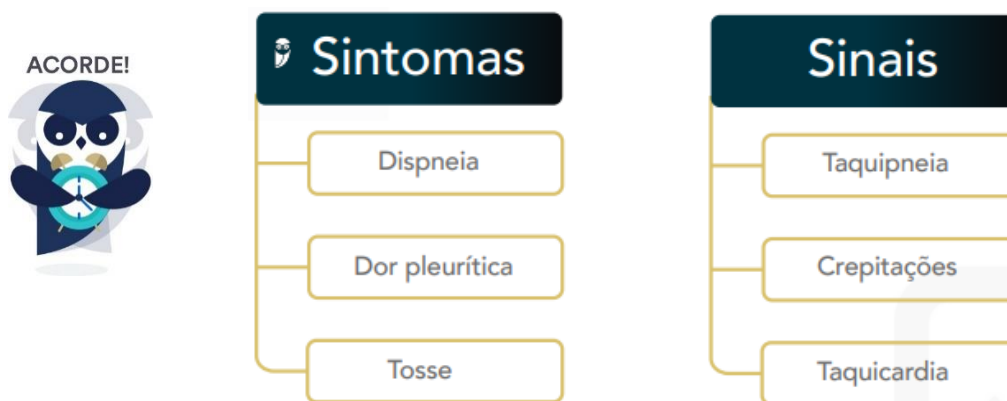 ACORDE!
Sintomas
Dispneia
Dor pleurítica
Tosse
Sinais
Taquipneia
Crepitações
Taquicardia